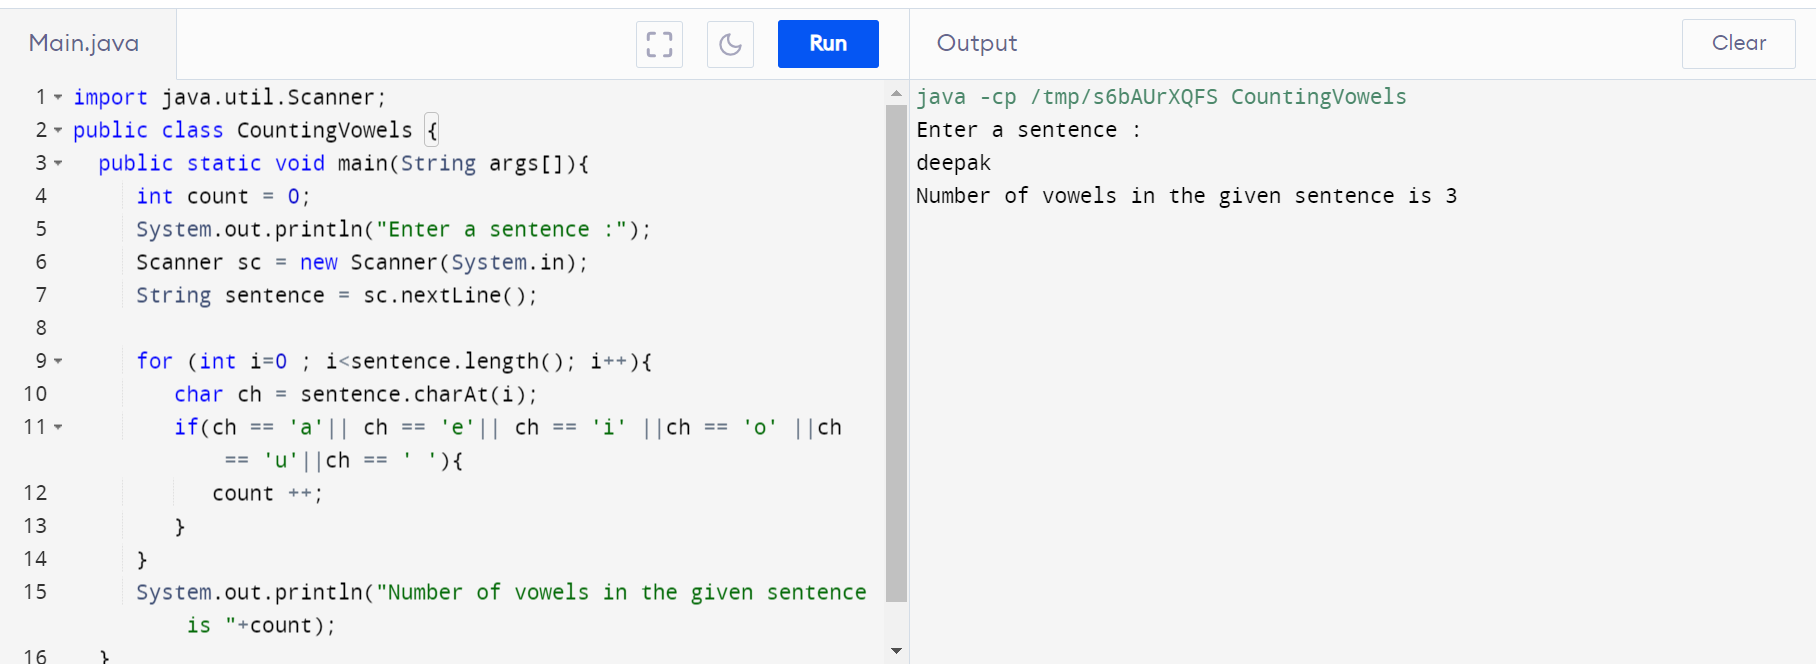 Main.java
Run
Output
Clear
1 import java.util.Scanner;
2 public class CountingVowels {
3 public static void main(String args[]){
4 int count = 0;
5 System.out.println("Enter a sentence :");
6 Scanner sc = new Scanner(System.in);
7 String sentence = sc.nextLine();
8
9 for (int i=0 ; i<sentence.length(); i++){
10 char ch = sentence.charAt(i);
11 if(ch == 'a'|| ch == 'e'|| ch == 'i' ||ch == 'o' ||ch
== 'u'||ch == ' '){
12 count ++;
13 }
14 }
15 System.out.println("Number of vowels in the given sentence
is "+count);
16 }
java -cp /tmp/s6bAUrXQFS CountingVowels
Enter a sentence :
deepak
Number of vowels in the given sentence is 3